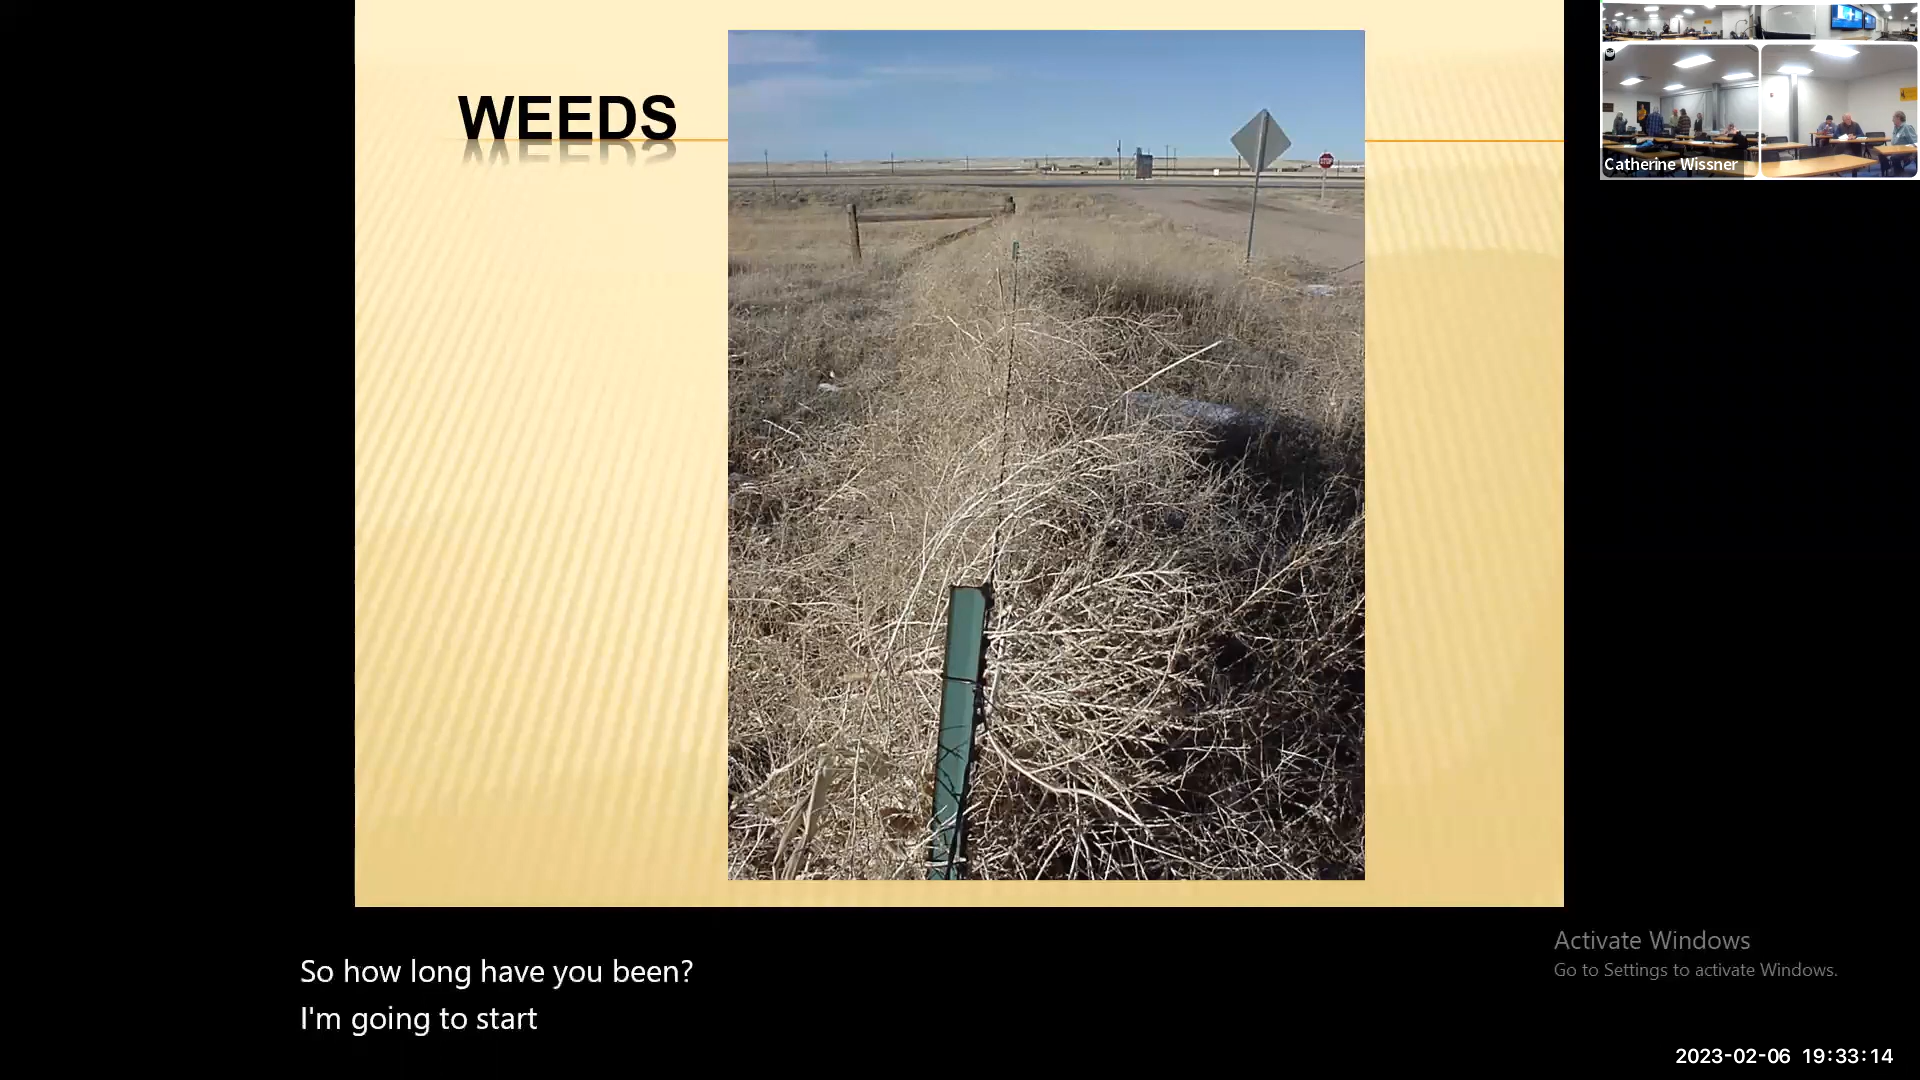 WEEDS
STOP
Catherine Wissner
So how long have you been?
I'm going to start
Activate Windows
Go to Settings to activate Windows.
2023-02-06 19:33:14